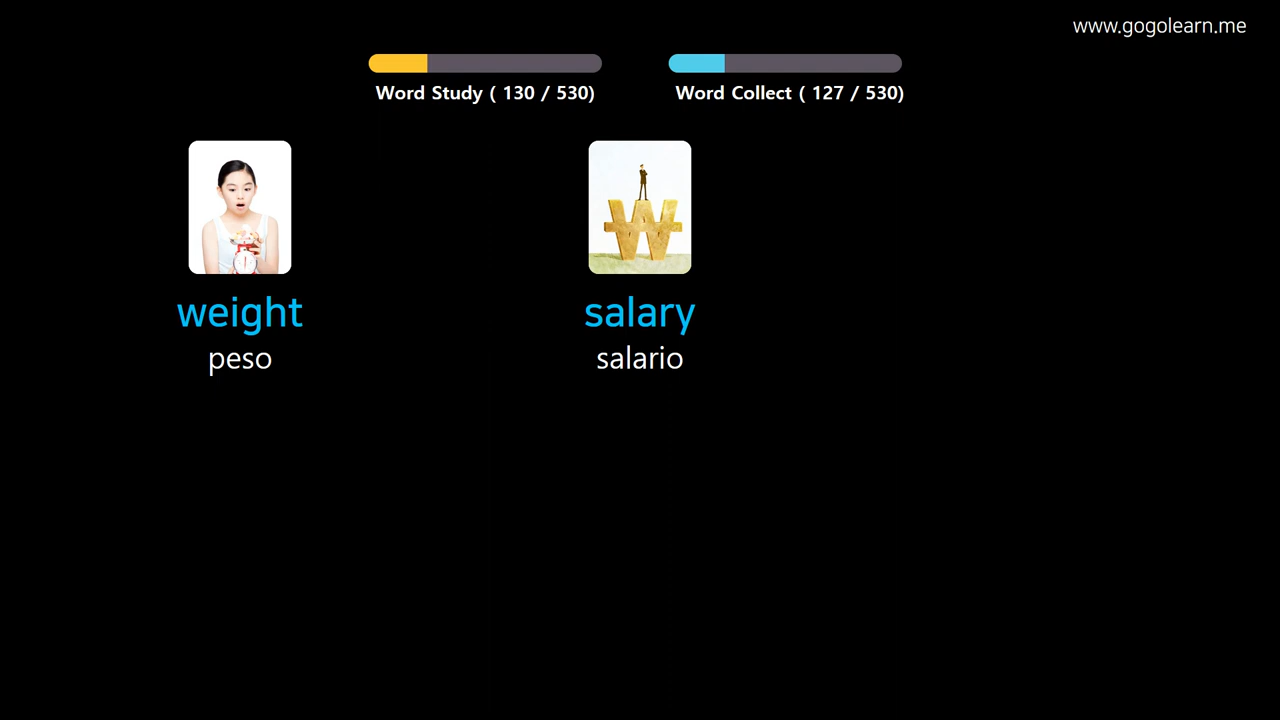 www.gogolearn.me
Word Study ( 130 / 530)
Word Collect ( 127 / 530)
weight
peso
salary
salario